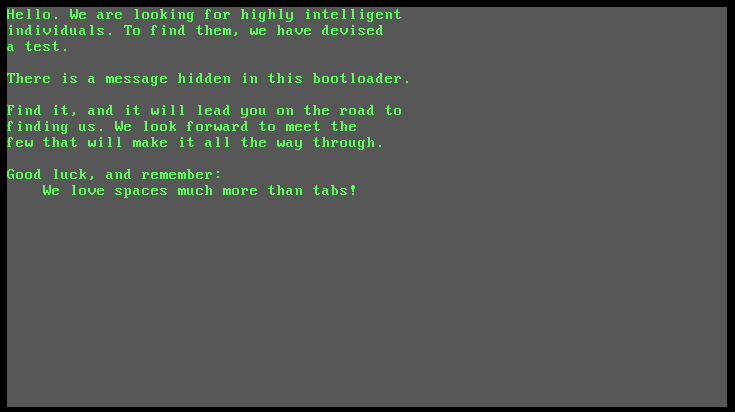 Hello. We are looking for highly intelligent
individuals. To find them, we have devised
a test.

There is a message hidden in this bootloader.

Find it, and it will lead you on the road to
finding us. We look forward to meet the
few that will make it all the way through.

Good luck, and remember:
    We love spaces much more than tabs!